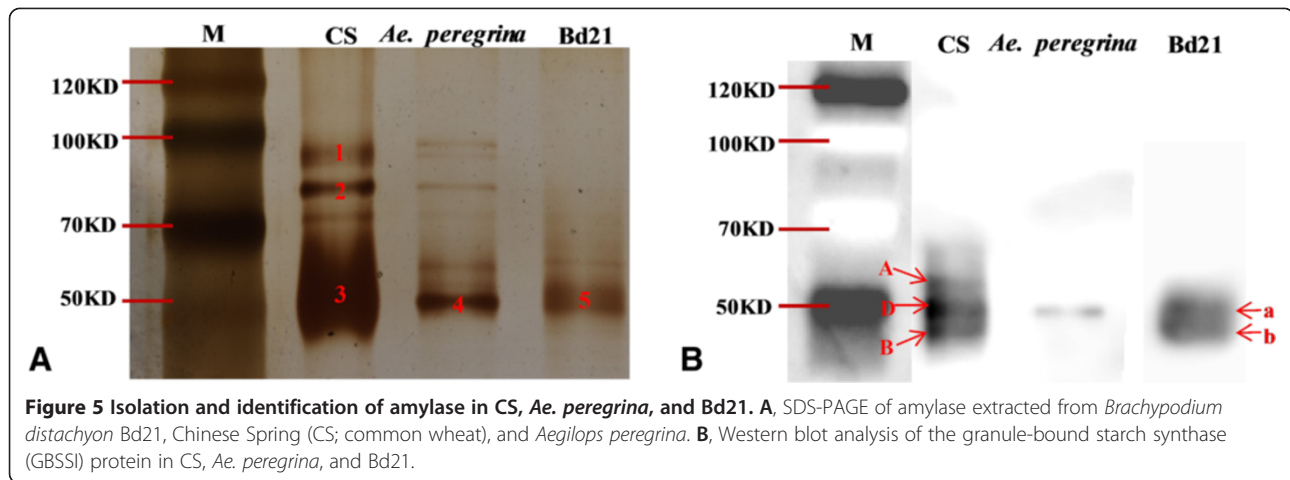 M CS Ae. peregrina Bd21
120KD
100KD
70KD
50KD
1
2
3 4 5
A
M CS Ae. peregrina Bd21
120KD
100KD
70KD
50KD
A
D
B
a
b
B
Figure 5 Isolation and identification of amylase in CS, Ae. peregrina, and Bd21. A, SDS-PAGE of amylase extracted from Brachypodium
distachyon Bd21, Chinese Spring (CS; common wheat), and Aegilops peregrina. B, Western blot analysis of the granule-bound starch synthase
(GBSSI) protein in CS, Ae. peregrina, and Bd21.